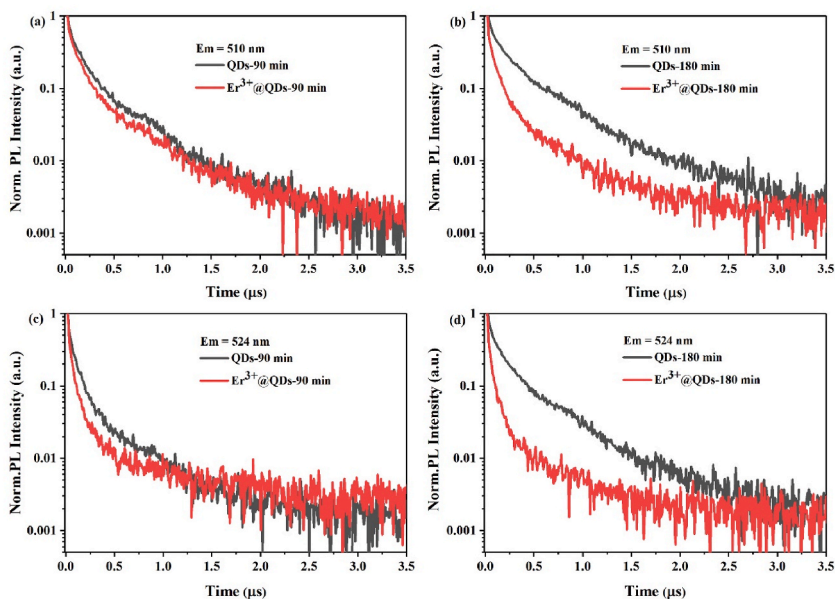 (a)
Em = 510 nm
QDs-90 min
Er³⁺@QDs-90 min
Norm. PL Intensity (a.u.)
1
0.1
0.01
0.001
0.0 0.5 1.0 1.5 2.0 2.5 3.0 3.5
Time (μs)
(b)
Em = 510 nm
QDs-180 min
Er³⁺@QDs-180 min
Norm. PL Intensity (a.u.)
1
0.1
0.01
0.001
0.0 0.5 1.0 1.5 2.0 2.5 3.0 3.5
Time (μs)
(c)
Em = 524 nm
QDs-90 min
Er³⁺@QDs-90 min
Norm.PL Intensity (a.u.)
1
0.1
0.01
0.001
0.0 0.5 1.0 1.5 2.0 2.5 3.0 3.5
Time (μs)
(d)
Em = 524 nm
QDs-180 min
Er³⁺@QDs-180 min
Norm.PL Intensity (a.u.)
1
0.1
0.01
0.001
0.0 0.5 1.0 1.5 2.0 2.5 3.0 3.5
Time (μs)